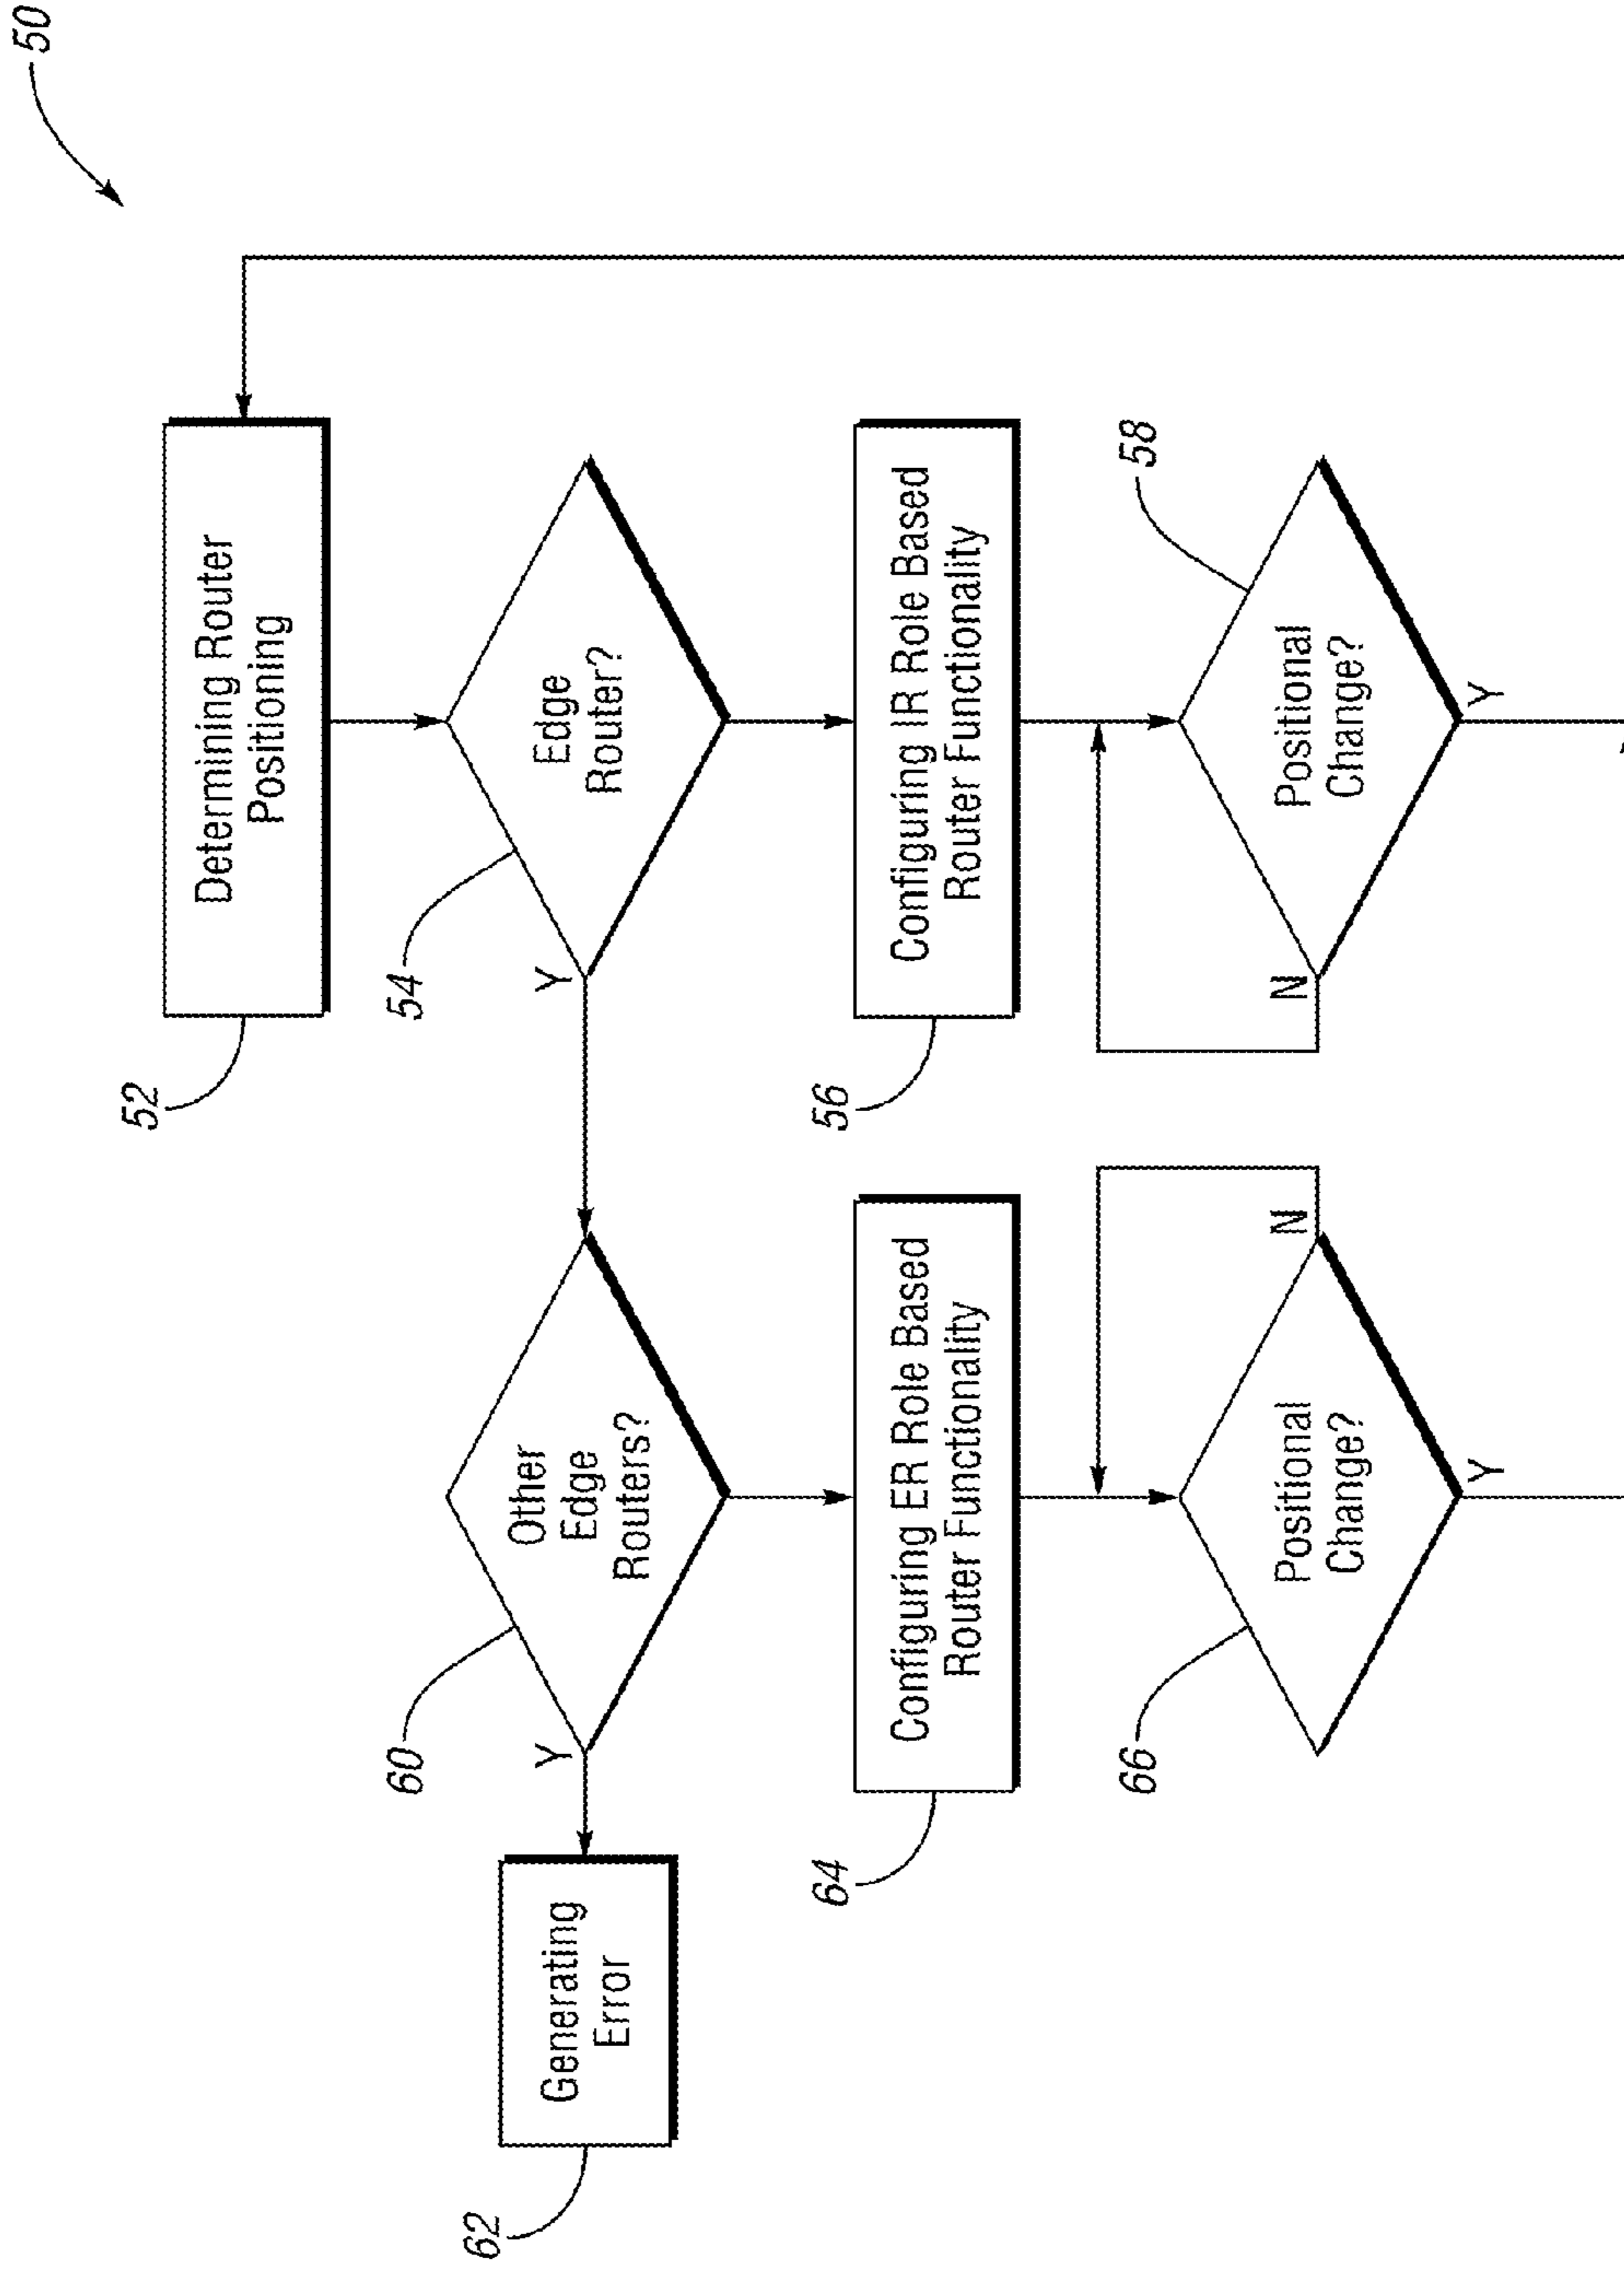 50
52
Determining Router
Positioning
54
Edge
Router?
Y
60
Other
Edge
Routers?
Y
62
Generating
Error
56
Configuring IR Role Based
Router Functionality
64
Configuring ER Role Based
Router Functionality
58
Positional
Change?
N
Y
66
Positional
Change?
N
Y